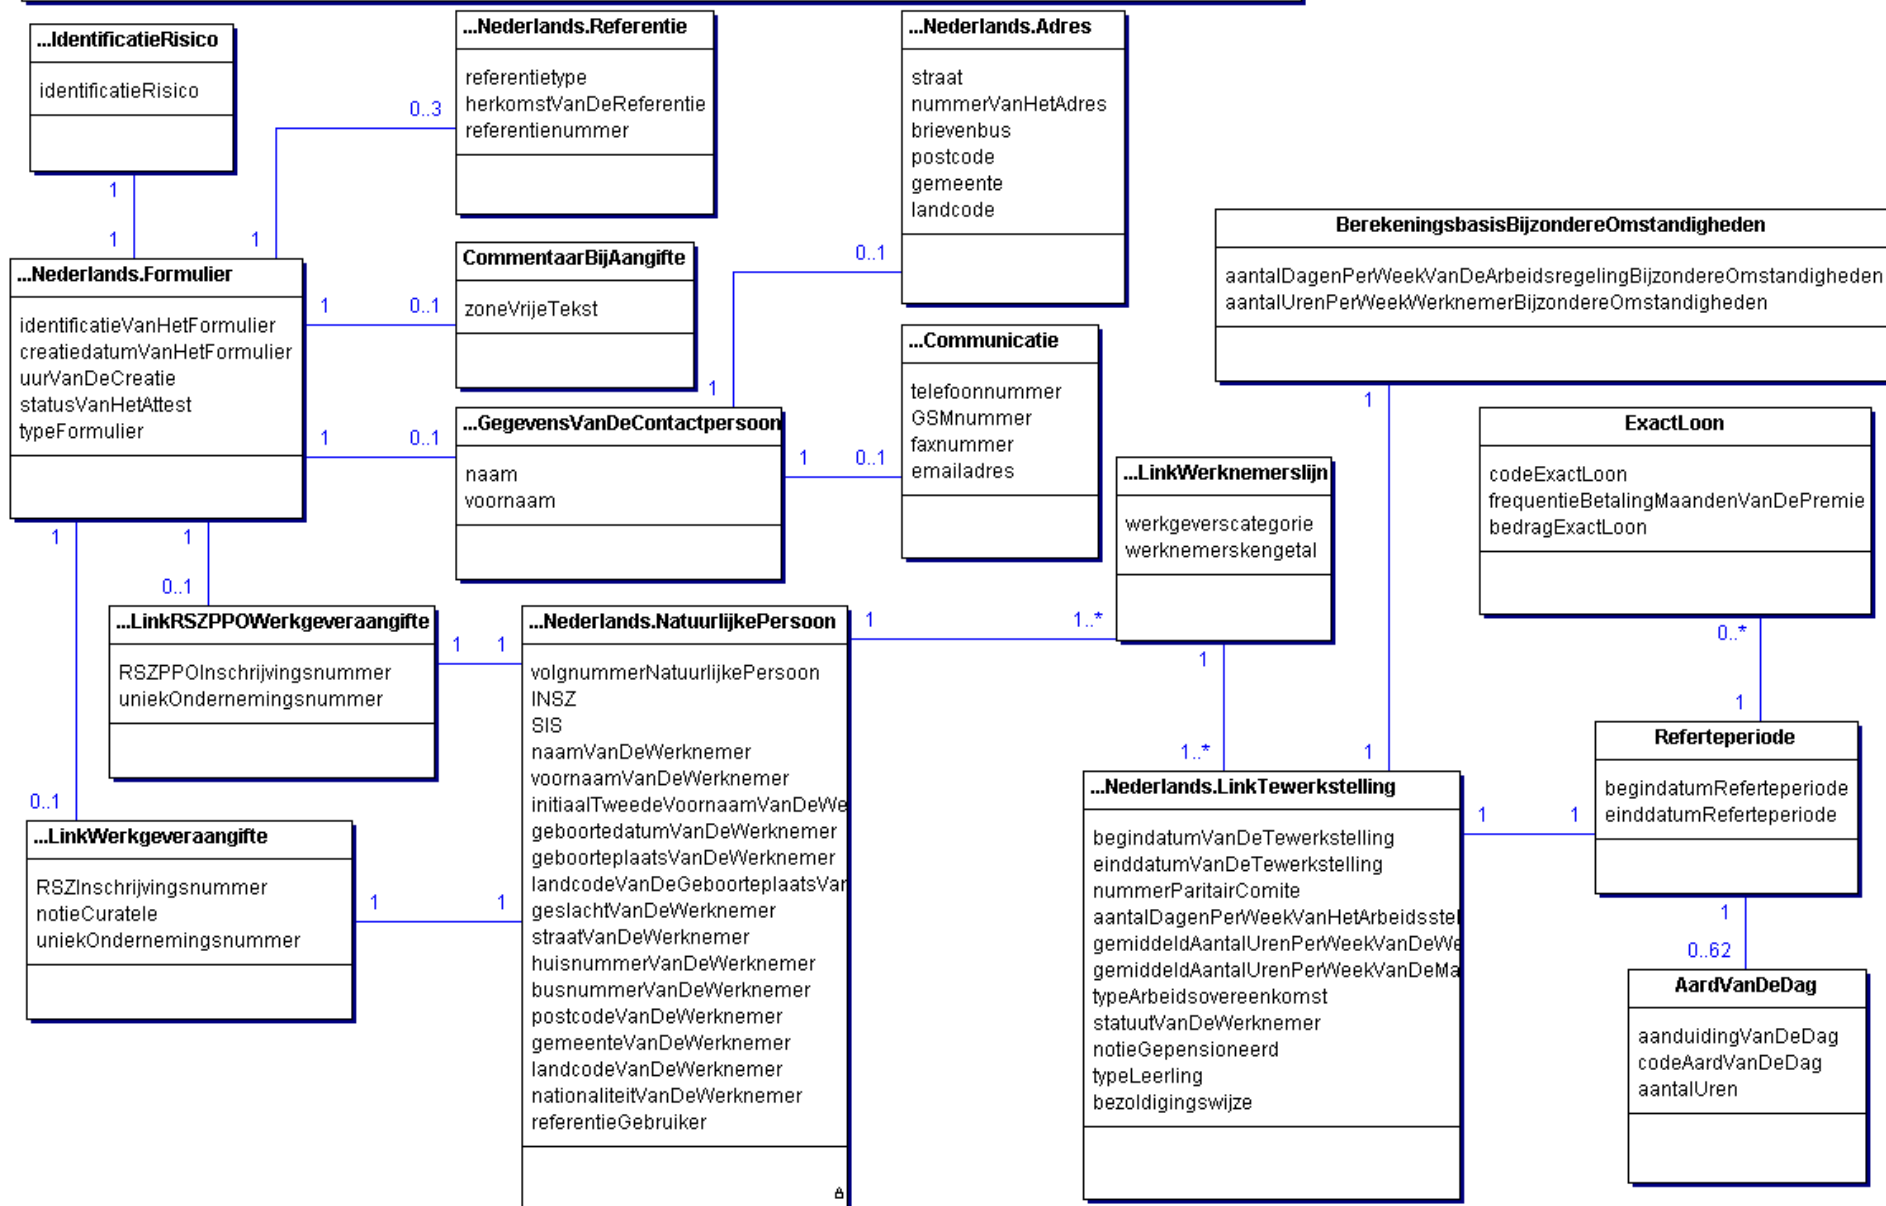 ...IdentificatieRisico
identificatieRisico
1
1
...Nederlands.Referentie
referentietype
herkomstVanDeReferentie
referentienummer
0..3
1
...Nederlands.Adres
straat
nummerVanHetAdres
brievenbus
postcode
gemeente
landcode
0..1
1
BerekeningsbasisBijzondereOmstandigheden
aantalDagenPerWeekVanDeArbeidsregelingBijzondereOmstandigheden
aantalUrenPerWeekWerknemerBijzondereOmstandigheden
1
1
...Nederlands.Formulier
identificatieVanHetFormulier
creatiedatumVanHetFormulier
uurVanDeCreatie
statusVanHetAttest
typeFormulier
1
0..1
CommentaarBijAangifte
zoneVrijeTekst
1
0..1
...GegevensVanDeContactpersoon
naam
voornaam
1
0..1
...Communicatie
telefoonnummer
GSMnummer
faxnummer
emailadres
...LinkWerknemerslijn
werkgeverscategorie
werknemerskengetal
ExactLoon
codeExactLoon
frequentieBetalingMaandenVanDePremie
bedragExactLoon
0..*
1
1
0..1
1
0..1
...LinkRSZPPOWerkgeveraangifte
RSZPPOInschrijvingsnummer
uniekOndernemingsnummer
1
1
...Nederlands.NatuurlijkePersoon
volgnummerNatuurlijkePersoon
INSZ
SIS
naamVanDeWerknemer
voornaamVanDeWerknemer
initiaalTweedeVoornaamVanDeWe
geboortedatumVanDeWerknemer
geboorteplaatsVanDeWerknemer
landcodeVanDeGeboorteplaatsVar
geslachtVanDeWerknemer
straatVanDeWerknemer
huisnummerVanDeWerknemer
busnummerVanDeWerknemer
postcodeVanDeWerknemer
gemeenteVanDeWerknemer
landcodeVanDeWerknemer
nationaliteitVanDeWerknemer
referentieGebruiker
1
1..*
1
1..*
...LinkWerkgeveraangifte
RSZInschrijvingsnummer
notieCuratele
uniekOndernemingsnummer
1
1
...Nederlands.LinkTewerkstelling
begindatumVanDeTewerkstelling
einddatumVanDeTewerkstelling
nummerParitairComite
aantalDagenPerWeekVanHetArbeidsstel
gemiddeldAantalUrenPerWeekVanDeWe
gemiddeldAantalUrenPerWeekVanDeMa
typeArbeidsovereenkomst
statuutVanDeWerknemer
notieGepensioneerd
typeLeerling
bezoldigingswijze
1
1
Referteperiode
begindatumReferteperiode
einddatumReferteperiode
1
0..62
AardVanDeDag
aanduidingVanDeDag
codeAardVanDeDag
aantalUren